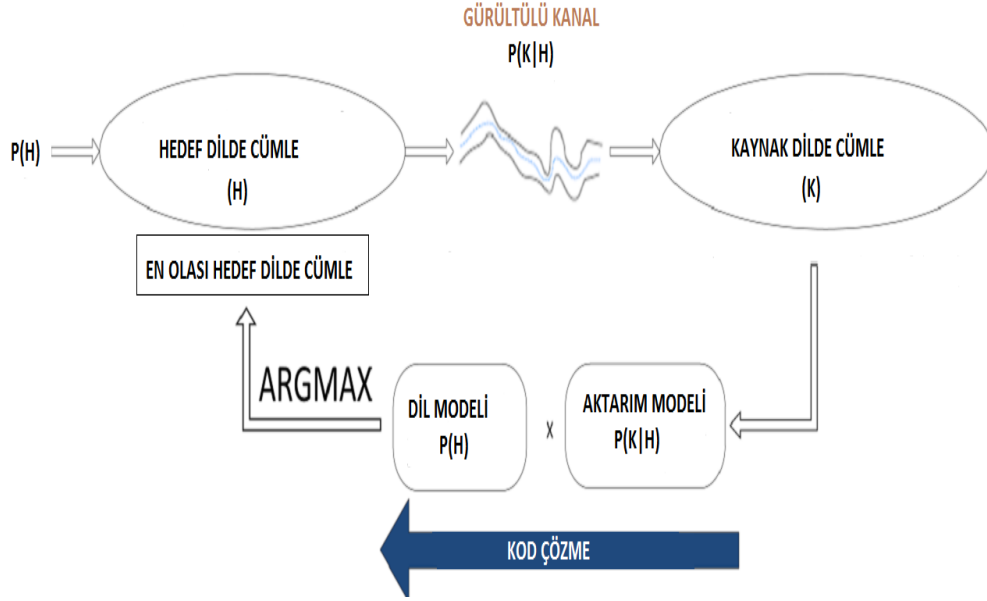 GÜRÜLTÜLÜ KANAL
P(K|H)
P(H)
HEDEF DİLDE CÜMLE
(H)
KAYNAK DİLDE CÜMLE
(K)
EN OLASI HEDEF DİLDE CÜMLE
ARGMAX
DİL MODELİ
P(H)
x
AKTARIM MODELİ
P(K|H)
KOD ÇÖZME